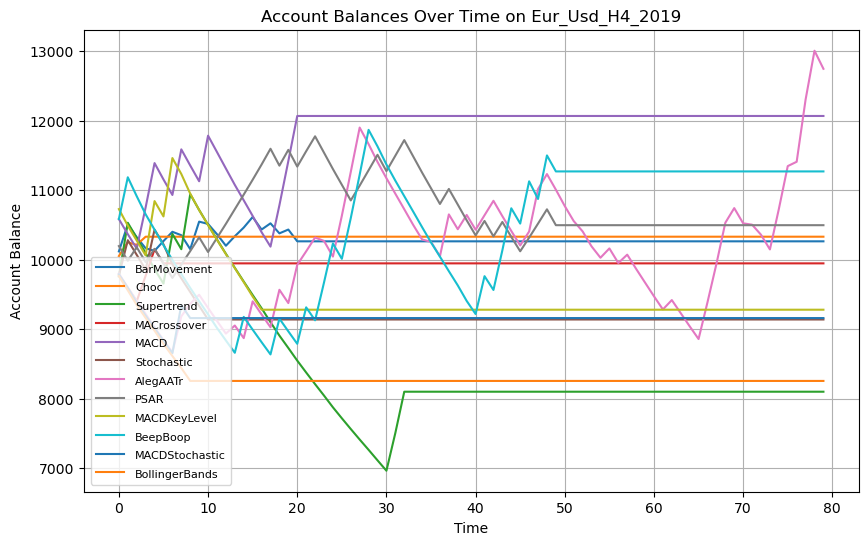 Account Balances Over Time on Eur_Usd_H4_2019
Account Balance
13000
12000
11000
10000
9000
8000
7000
BarMovement
Choc
Supertrend
MACrossover
MACD
Stochastic
AlegAATr
PSAR
MACDKeyLevel
BeepBoop
MACDStochastic
BollingerBands
0 10 20 30 40 50 60 70 80
Time